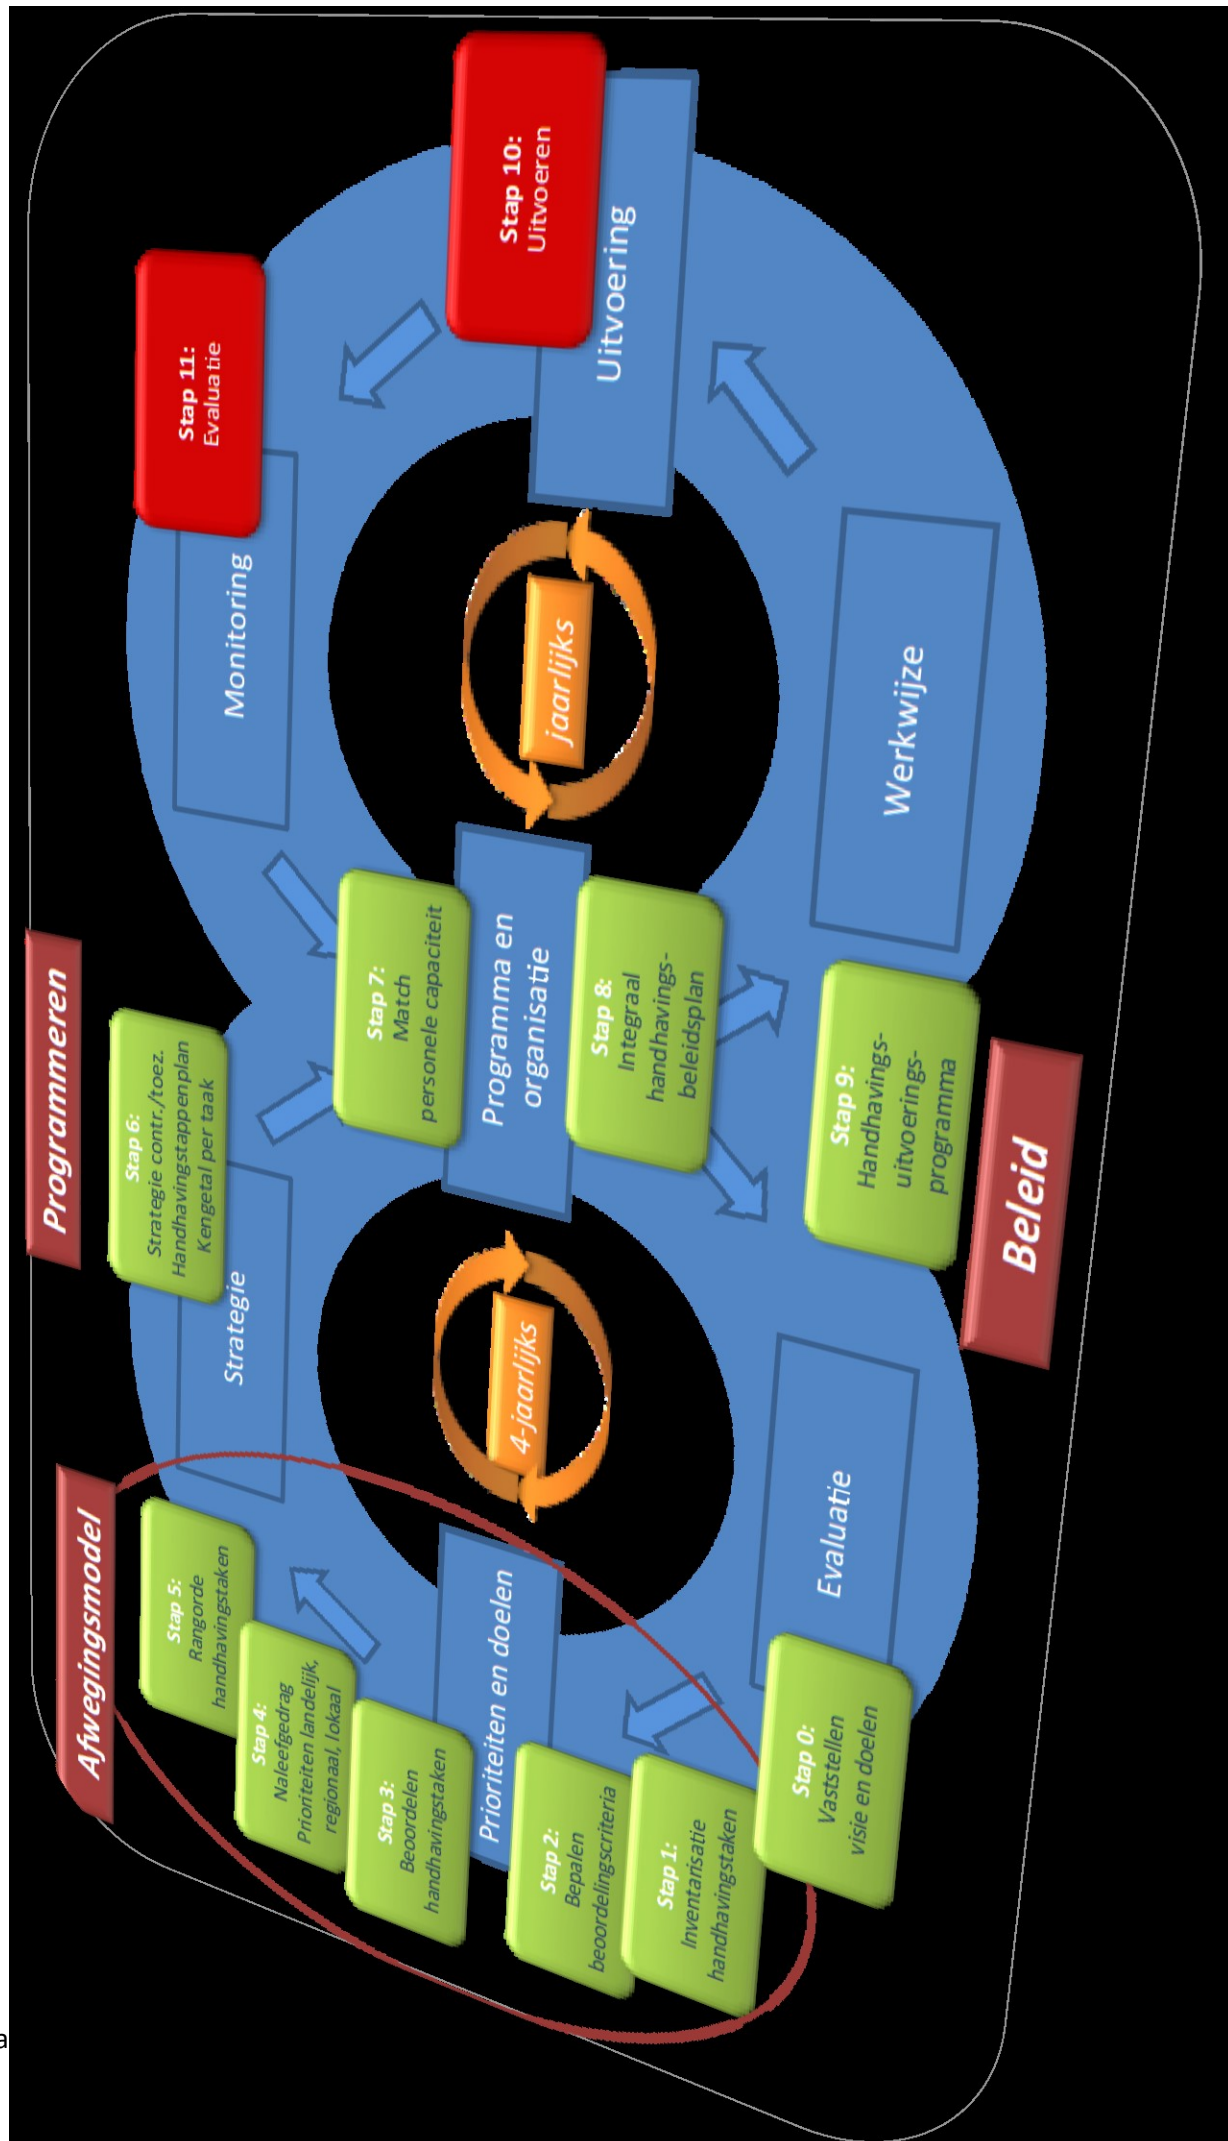 Afwegingsmodel
Programmeren
Beleid
Stap 0:
Vaststellen
visie en doelen
Stap 1:
Inventarisatie
handhavingstaken
Stap 2:
Bepalen
beoordelingscriteria
Stap 3:
Beoordelen
handhavingstaken
Stap 4:
Naleefgedrag
Prioriteiten landelijk,
regionaal, lokaal
Stap 5:
Rangorde
handhavingstaken
Prioriteiten en doelen
Evaluatie
4-jaarlijks
Strategie
Stap 6:
Strategie contr./toez.
Handhavingstappenplan
Kengetal per taak
Stap 7:
Match
personele capaciteit
Programma en
organisatie
Stap 8:
Integraal
handhavings-
beleidsplan
Stap 9:
Handhavings-
uitvoerings-
programma
jaarlijks
Monitoring
Werkwijze
Stap 11:
Evaluatie
Stap 10:
Uitvoeren
Uitvoering
a